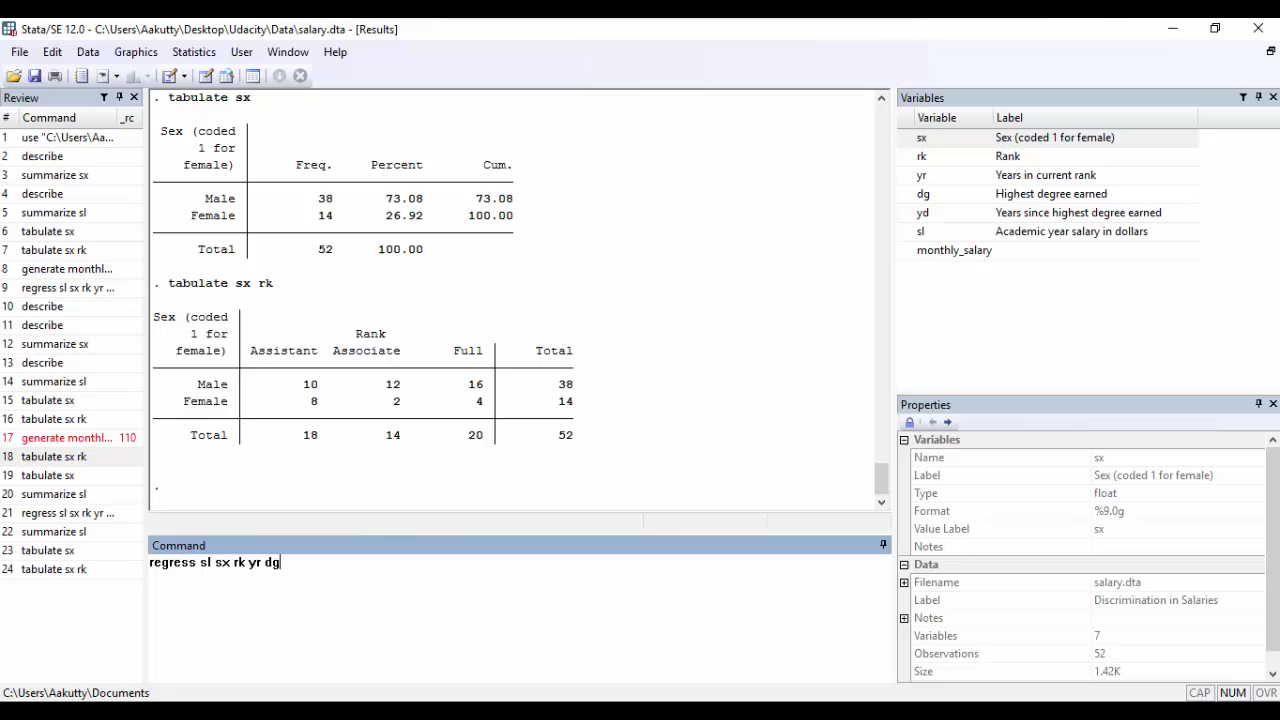 Stata/SE 12.0 - C:\Users\Aakutty\Desktop\Udacity\Data\salary.dta - [Results]
File Edit Data Graphics Statistics User Window Help
Review
# Command _rc
1 use "C:\Users\Aa...
2 describe
3 summarize sx
4 describe
5 summarize sl
6 tabulate sx
7 tabulate sx rk
8 generate monthl...
9 regress sl sx rk yr ...
10 describe
11 describe
12 summarize sx
13 describe
14 summarize sl
15 tabulate sx
16 tabulate sx rk
17 generate monthl... 110
18 tabulate sx rk
19 tabulate sx
20 summarize sl
21 regress sl sx rk yr ...
22 summarize sl
23 tabulate sx
24 tabulate sx rk
. tabulate sx
Sex (coded
1 for
female) Freq. Percent Cum.
Male 38 73.08 73.08
Female 14 26.92 100.00
Total 52 100.00
. tabulate sx rk
Sex (coded
1 for Rank
female) Assistant Associate Full Total
Male 10 12 16 38
Female 8 2 4 14
Total 18 14 20 52
.
Command
regress sl sx rk yr dg
Variables
Variable Label
sx Sex (coded 1 for female)
rk Rank
yr Years in current rank
dg Highest degree earned
yd Years since highest degree earned
sl Academic year salary in dollars
monthly_salary
Properties
Variables
Name sx
Label Sex (coded 1 for female)
Type float
Format %9.0g
Value Label sx
Notes
Data
Filename salary.dta
Label Discrimination in Salaries
Notes
Variables 7
Observations 52
Size 1.42K
C:\Users\Aakutty\Documents
CAP NUM OVR